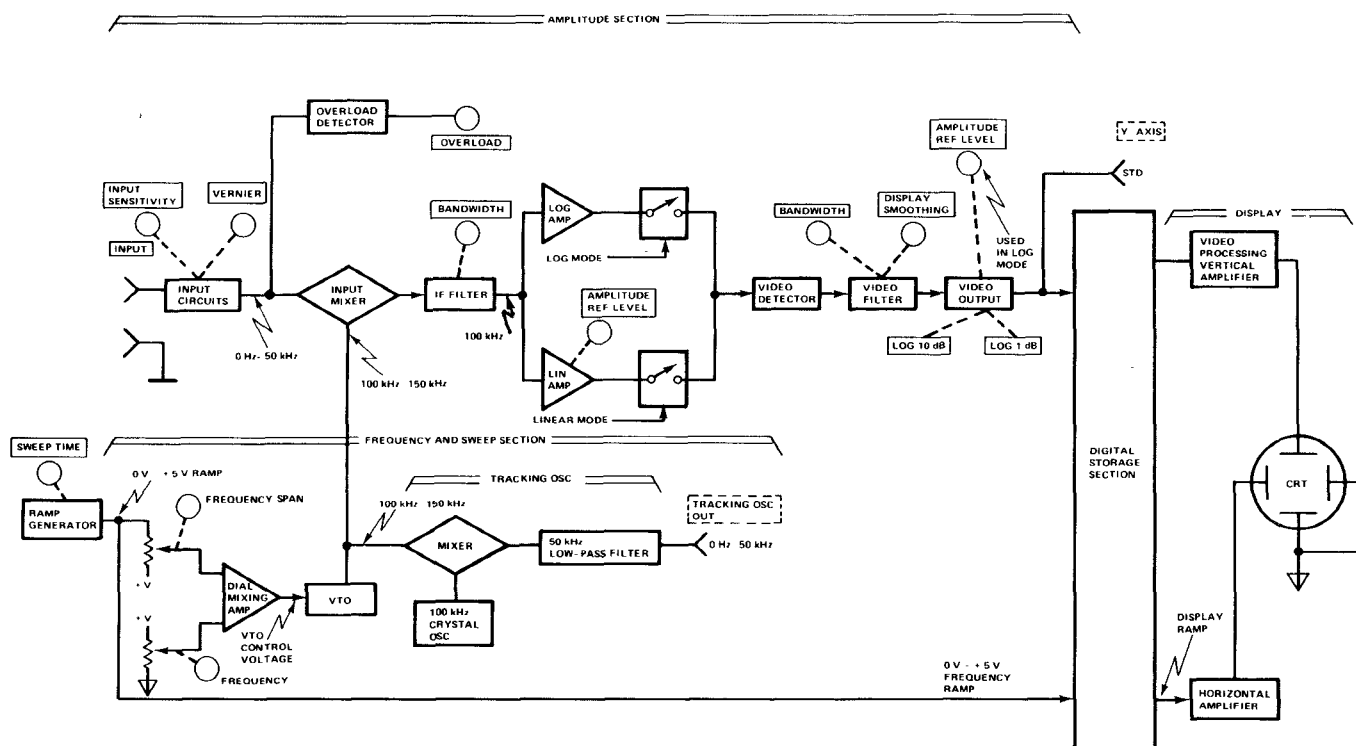 AMPLITUDE SECTION
OVERLOAD
DETECTOR
OVERLOAD
AMPLITUDE
REF LEVEL
Y AXIS
STD
INPUT
SENSITIVITY
VERNIER
BANDWIDTH
LOG
AMP
LOG MODE
BANDWIDTH
DISPLAY
SMOOTHING
USED
IN LOG
MODE
DISPLAY
INPUT
INPUT
CIRCUITS
INPUT
MIXER
IF FILTER
AMPLITUDE
REF LEVEL
VIDEO
DETECTOR
VIDEO
FILTER
VIDEO
OUTPUT
VIDEO
PROCESSING
VERTICAL
AMPLIFIER
0 Hz- 50 kHz
100 kHz
100 kHz 150 kHz
LOG 10 dB
LOG 1 dB
LIN
AMP
LINEAR MODE
FREQUENCY AND SWEEP SECTION
SWEEP TIME
0 V + 5 V RAMP
RAMP
GENERATOR
FREQUENCY SPAN
TRACKING OSC
100 kHz 150 kHz
TRACKING OSC
OUT
MIXER
50 kHz
LOW-PASS FILTER
0 Hz 50 kHz
DIGITAL
STORAGE
SECTION
CRT
+ V
+ V
DIAL
MIXING
AMP
VTO
100 kHz
CRYSTAL
OSC
VTO
CONTROL
VOLTAGE
FREQUENCY
0 V - + 5 V
FREQUENCY
RAMP
DISPLAY
RAMP
HORIZONTAL
AMPLIFIER